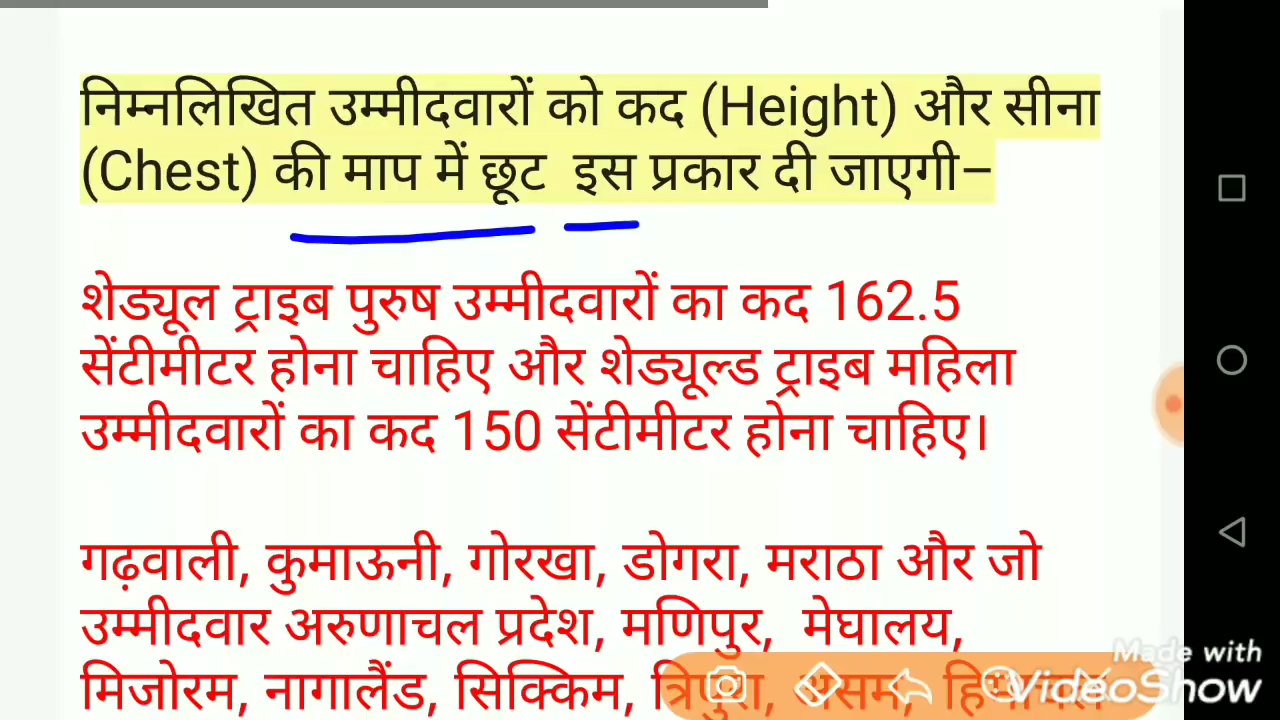 निम्नलिखित उम्मीदवारों को कद (Height) और सीना
(Chest) की माप में छूट इस प्रकार दी जाएगी–
शेड्यूल ट्राइब पुरुष उम्मीदवारों का कद 162.5
सेंटीमीटर होना चाहिए और शेड्यूल्ड ट्राइब महिला
उम्मीदवारों का कद 150 सेंटीमीटर होना चाहिए।
गढ़वाली, कुमाऊनी, गोरखा, डोगरा, मराठा और जो
उम्मीदवार अरुणाचल प्रदेश, मणिपुर, मेघालय,
मिजोरम, नागालैंड, सिक्किम, त्रिपुरा, असम,
Made with
VideoShow